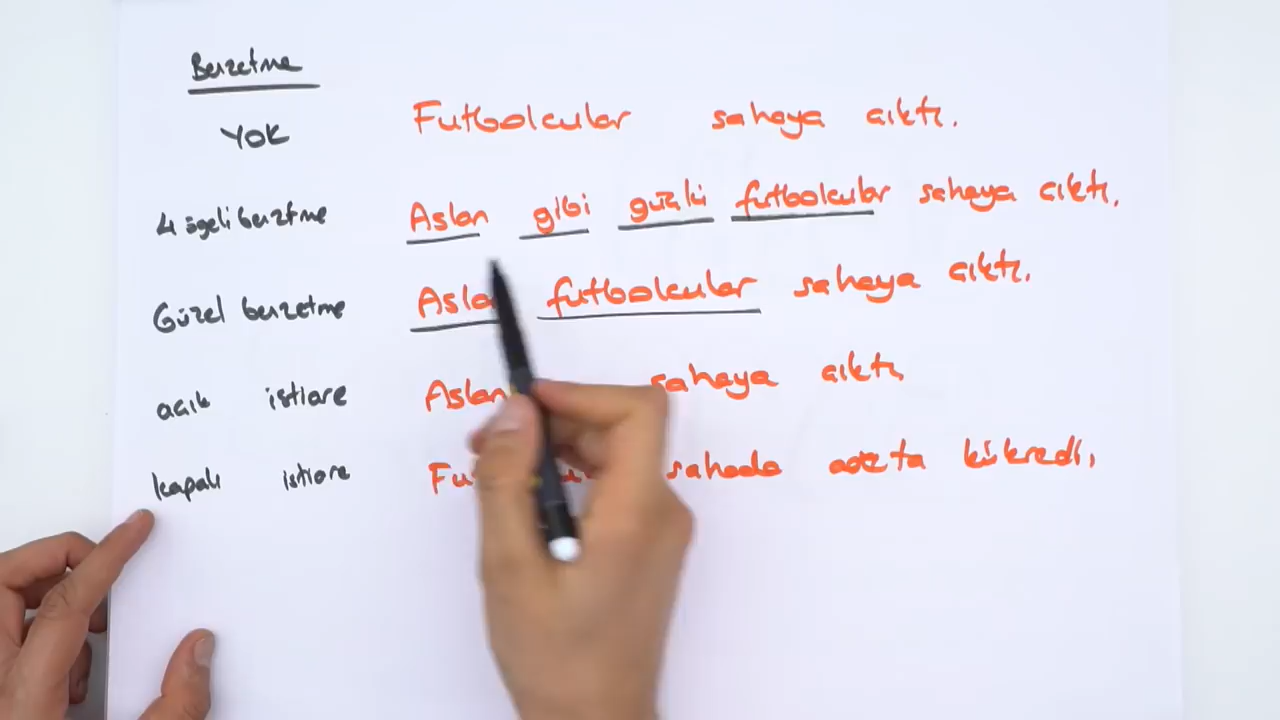 Benzetme
YOK Futbolcular sahaya çıktı.
4 ögeli benzetme Aslan gibi güçlü futbolcular sahaya çıktı.
Güzel benzetme Aslan futbolcular sahaya çıktı.
açık istiare sahaya çıktı
kapalı istiare sahada adeta kükredi.